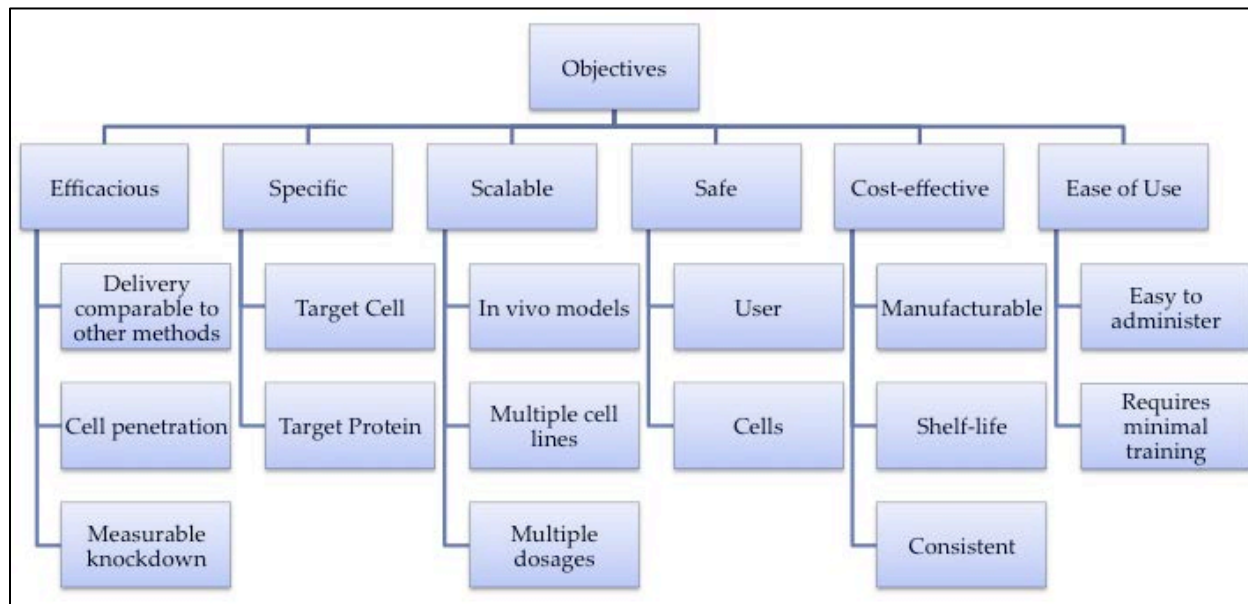 Objectives
Efficacious
Specific
Scalable
Safe
Cost-effective
Ease of Use
Delivery
comparable to
other methods
Target Cell
In vivo models
User
Manufacturable
Easy to
administer
Cell penetration
Target Protein
Multiple cell
lines
Cells
Shelf-life
Requires
minimal
training
Measurable
knockdown
Multiple
dosages
Consistent